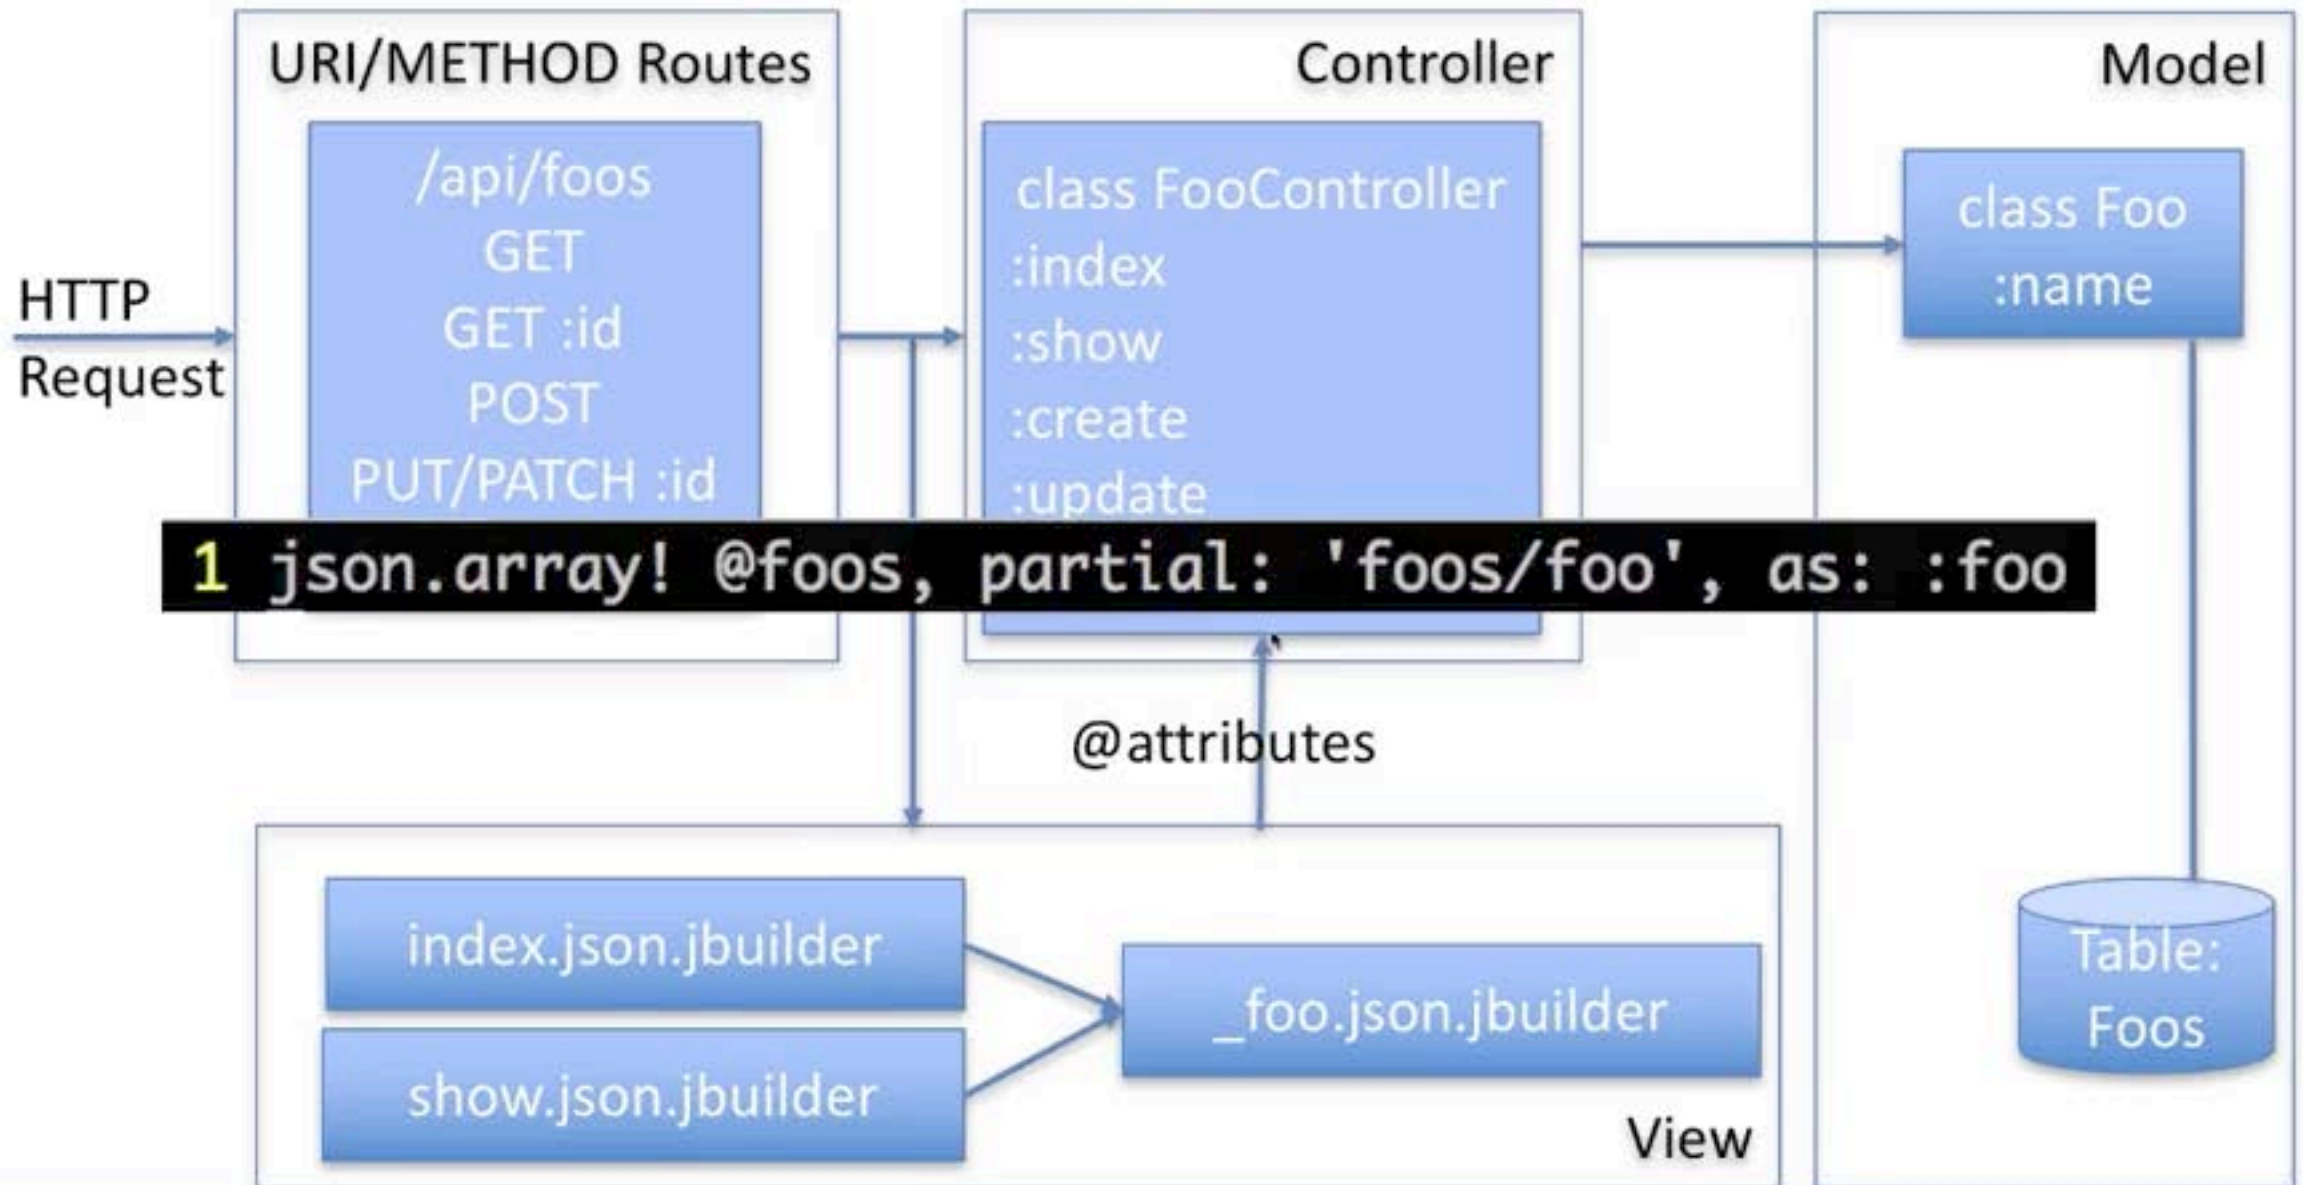 URI/METHOD Routes
/api/foos
GET
GET :id
POST
PUT/PATCH :id
HTTP
Request
Controller
class FooController
:index
:show
:create
:update
Model
class Foo
:name
1 json.array! @foos, partial: 'foos/foo', as: :foo
@attributes
index.json.jbuilder
show.json.jbuilder
_foo.json.jbuilder
View
Table:
Foos